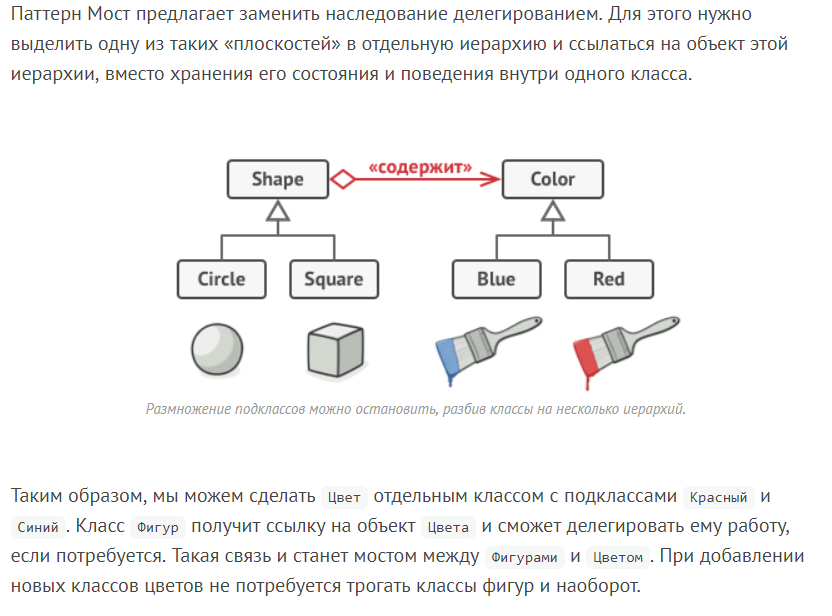 Паттерн Мост предлагает заменить наследование делегированием. Для этого нужно
выделить одну из таких «плоскостей» в отдельную иерархию и ссылаться на объект этой
иерархии, вместо хранения его состояния и поведения внутри одного класса.
Shape
«содержит»
Color
Circle
Square
Blue
Red
Размножение подклассов можно остановить, разбив классы на несколько иерархий.
Таким образом, мы можем сделать Цвет отдельным классом с подклассами Красный и
Синий. Класс Фигур получит ссылку на объект Цвета и сможет делегировать ему работу,
если потребуется. Такая связь и станет мостом между Фигурами и Цветом. При добавлении
новых классов цветов не потребуется трогать классы фигур и наоборот.